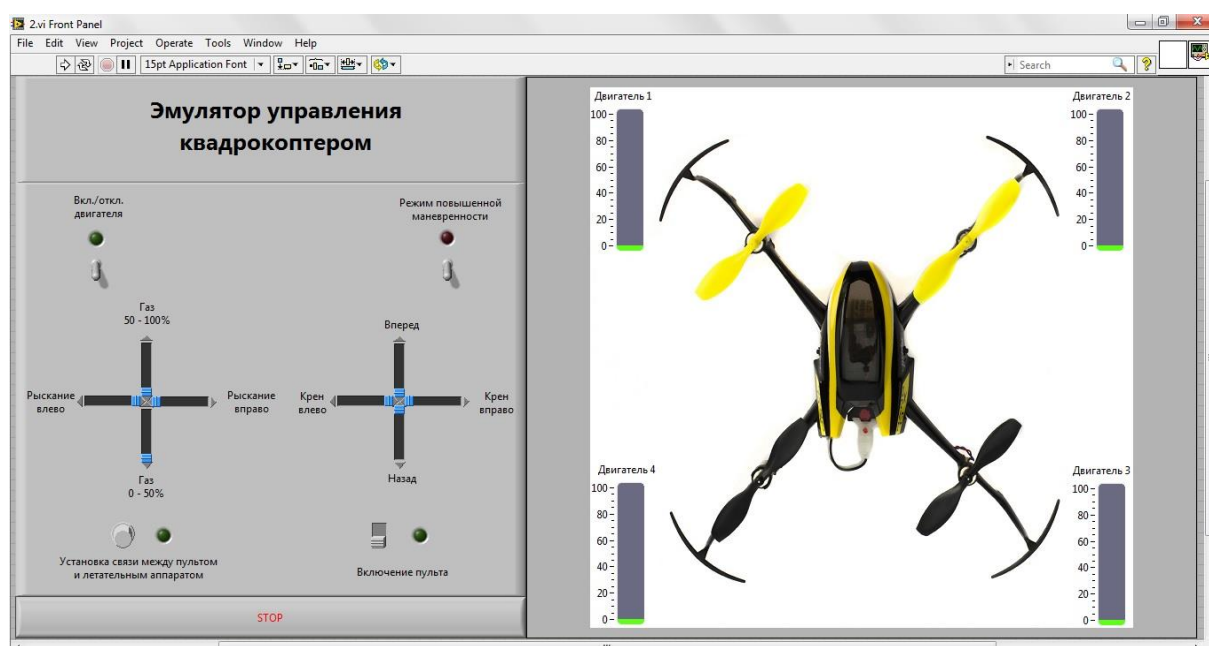 2.vi Front Panel
File Edit View Project Operate Tools Window Help
15pt Application Font
Search
Эмулятор управления
квадрокоптером
Вкл./откл.
двигателя
Режим повышенной
маневренности
Газ
50 - 100%
Вперед
Рыскание
влево
Рыскание
вправо
Крен
влево
Крен
вправо
Газ
0 - 50%
Назад
Установка связи между пультом
и летательным аппаратом
Включение пульта
STOP
Двигатель 1
100
80
60
40
20
0
Двигатель 2
100
80
60
40
20
0
Двигатель 4
100
80
60
40
20
0
Двигатель 3
100
80
60
40
20
0